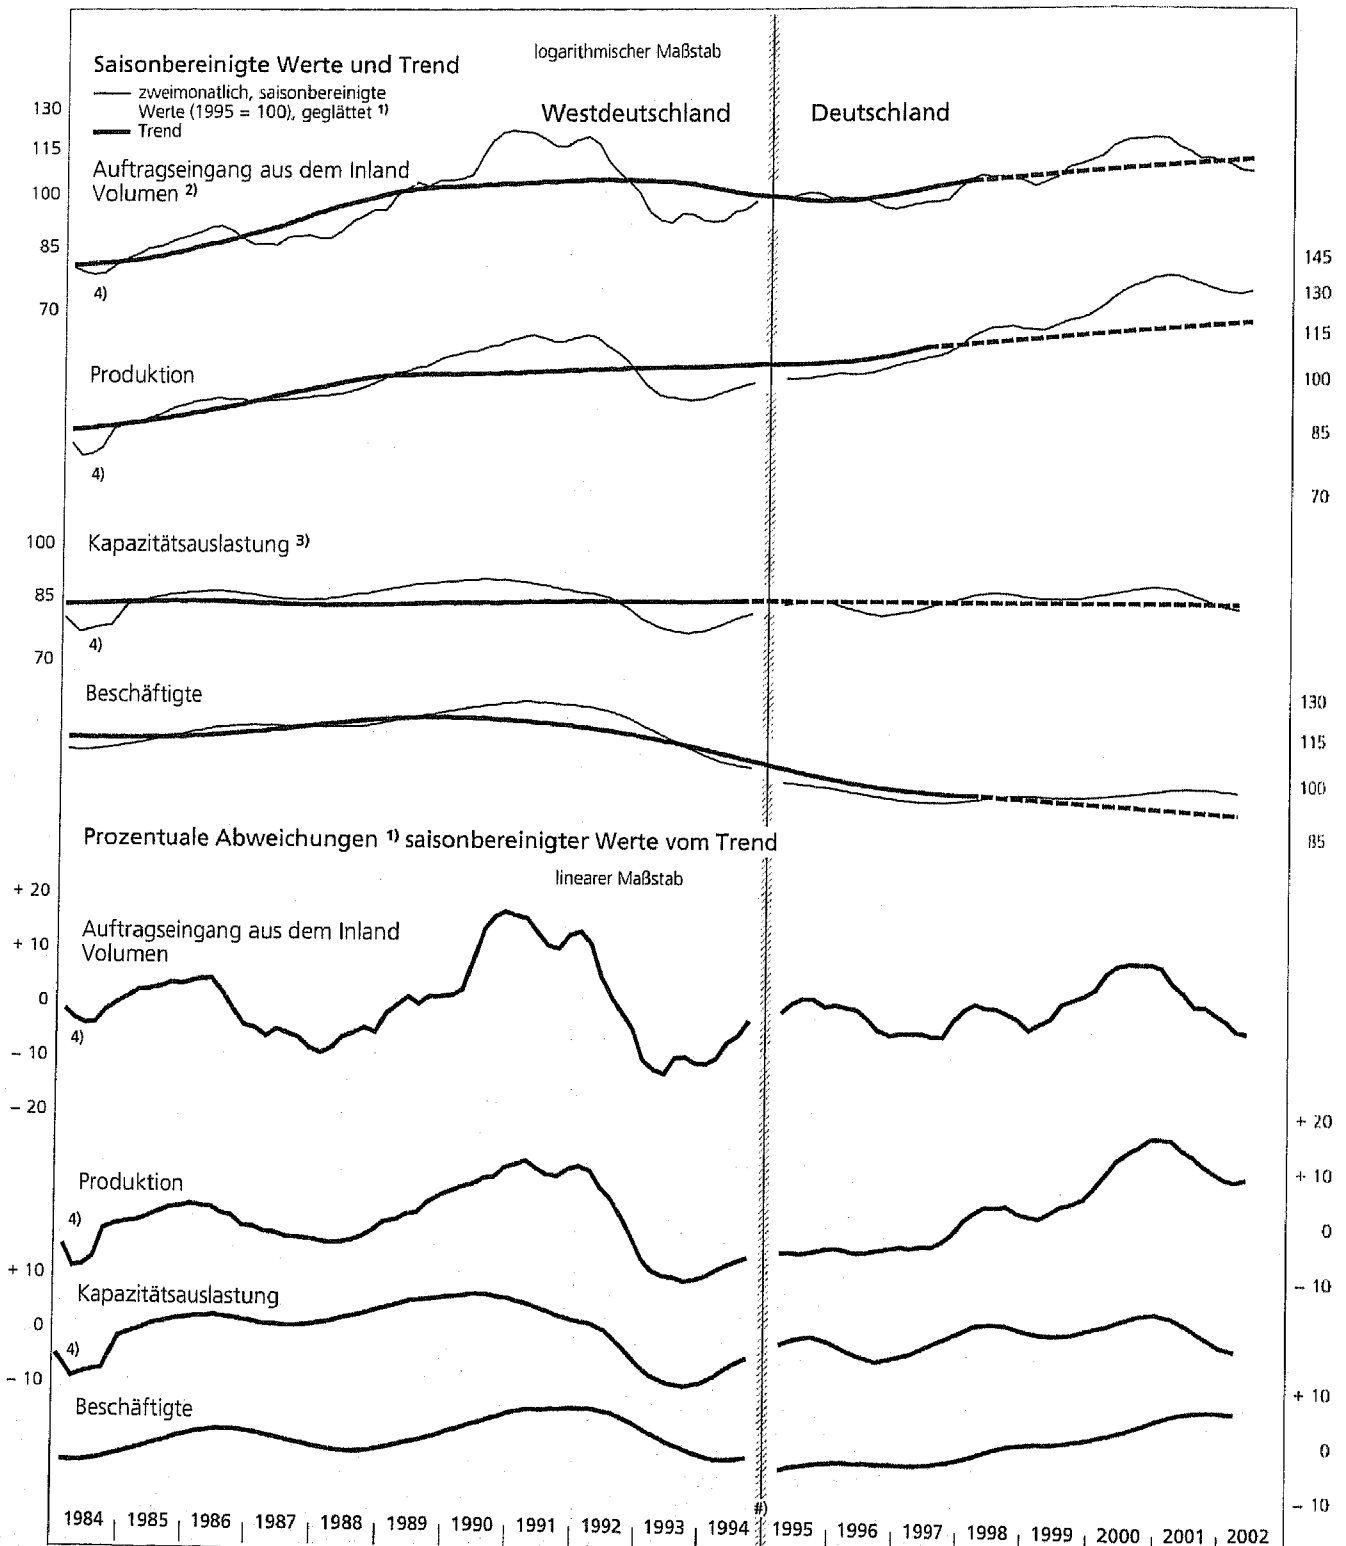 logarithmischer Maßstab
Saisonbereinigte Werte und Trend
zweimonatlich, saisonbereinigte
Werte (1995 = 100), geglättet 1)
Trend
Westdeutschland
Deutschland
130
115
Auftragseingang aus dem Inland
Volumen 2)
100
85
4)
70
145
130
115
100
85
70
Produktion
4)
100
Kapazitätsauslastung 3)
85
4)
70
Beschäftigte
130
115
100
85
Prozentuale Abweichungen 1) saisonbereinigter Werte vom Trend
linearer Maßstab
+ 20
Auftragseingang aus dem Inland
Volumen
+ 10
0
4)
– 10
– 20
+ 20
+ 10
0
– 10
Produktion
4)
+ 10
Kapazitätsauslastung
0
4)
– 10
Beschäftigte
+ 10
0
– 10
#)
1984 1985 1986 1987 1988 1989 1990 1991 1992 1993 1994 1995 1996 1997 1998 1999 2000 2001 2002